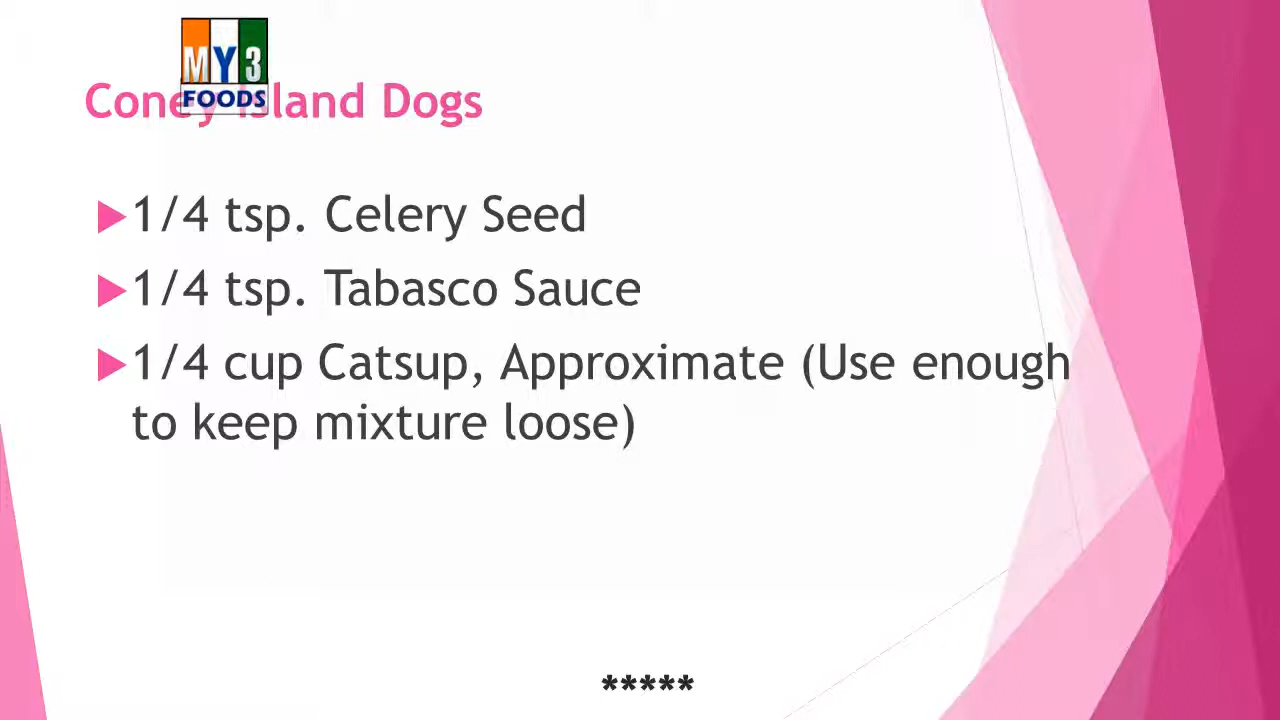 MY3
FOODS
Coney Island Dogs
1/4 tsp. Celery Seed
1/4 tsp. Tabasco Sauce
1/4 cup Catsup, Approximate (Use enough
to keep mixture loose)
*****